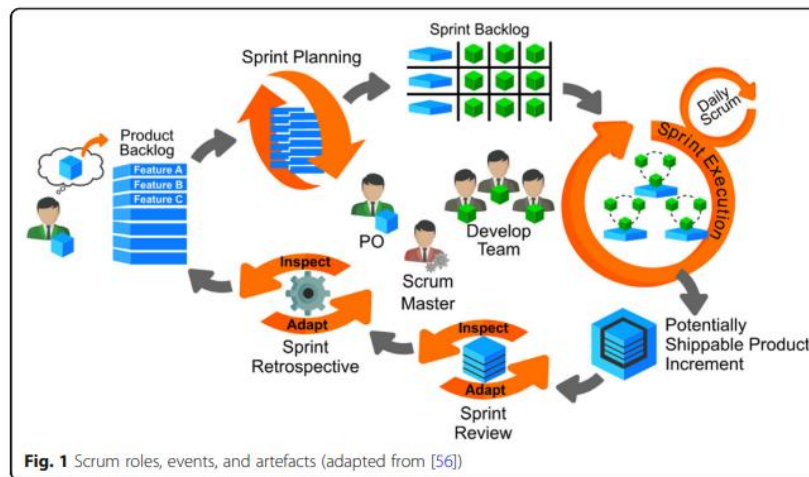 Sprint Backlog
Sprint Planning
Daily
Scrum
Product
Backlog
Feature A
Feature B
Feature C
Sprint Execution
PO
Develop
Team
Scrum
Master
Inspect
Adapt
Sprint
Retrospective
Inspect
Adapt
Sprint
Review
Potentially
Shippable Product
Increment
Fig. 1 Scrum roles, events, and artefacts (adapted from [56])